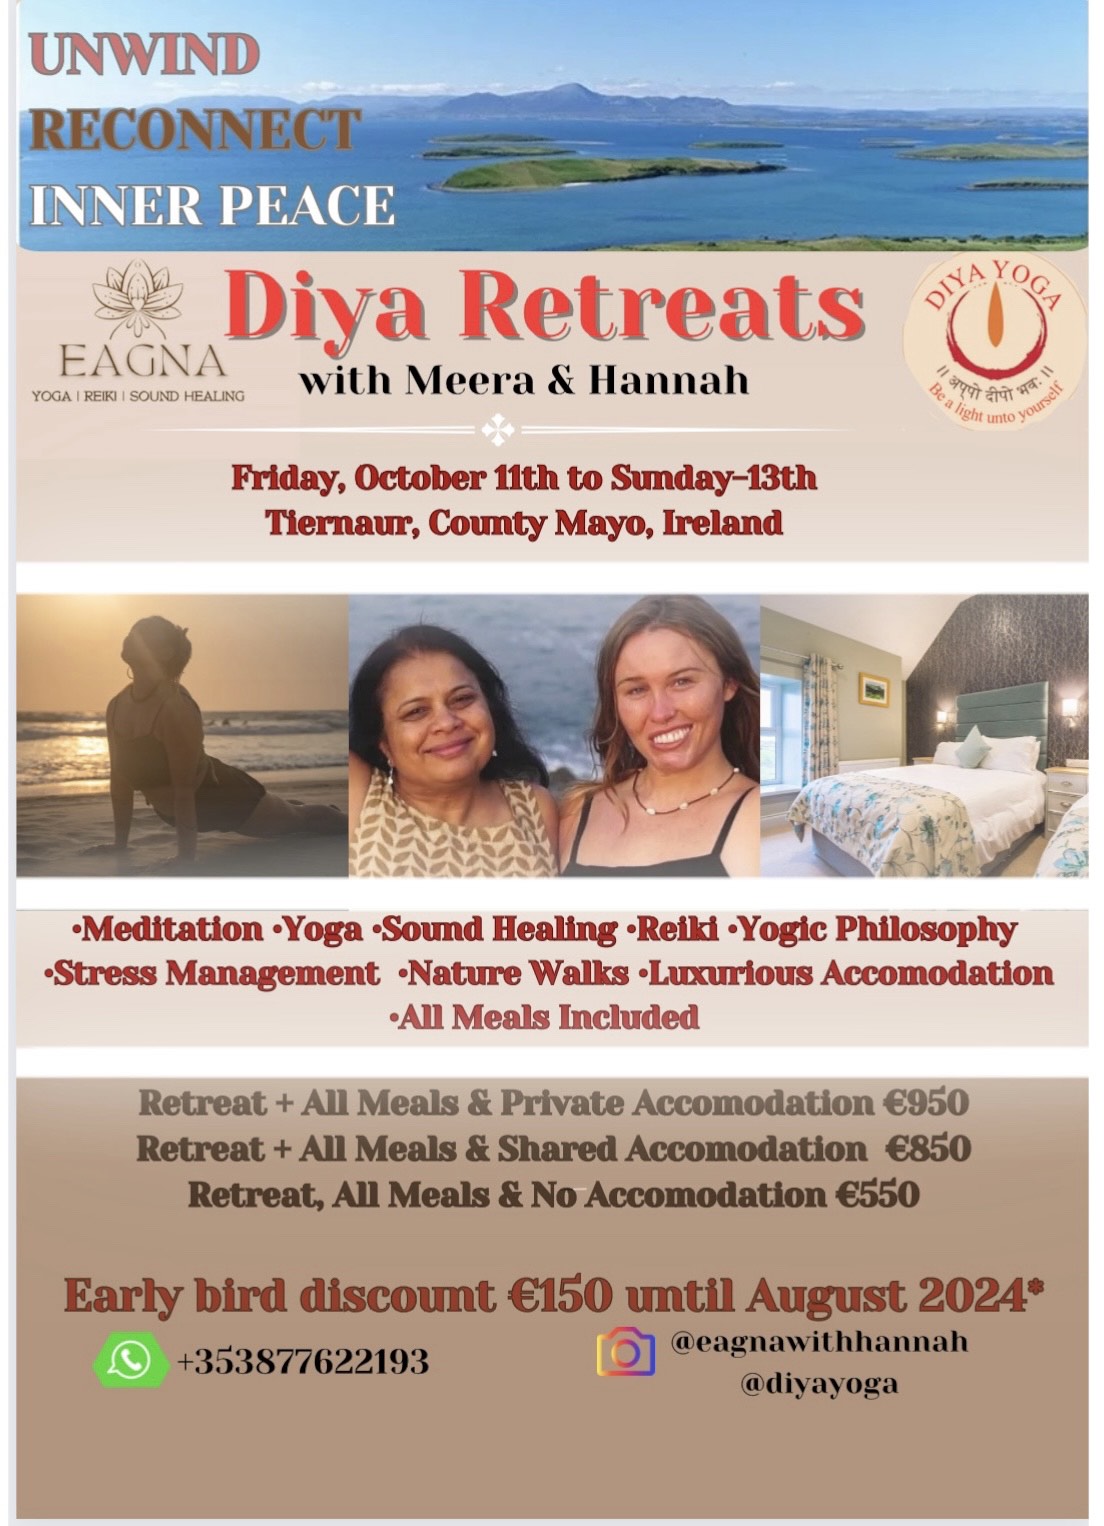 UNWIND
RECONNECT
INNER PEACE
EAGNA
YOGA | REIKI | SOUND HEALING
Diya Retreats
with Meera & Hannah
DIYA YOGA
॥ अप्पो दीपो भवः ॥
Be a light unto yourself
Friday, October 11th to Sunday-13th
Tiernaur, County Mayo, Ireland
·Meditation ·Yoga ·Sound Healing ·Reiki ·Yogic Philosophy
·Stress Management ·Nature Walks ·Luxurious Accomodation
·All Meals Included
Retreat + All Meals & Private Accomodation €950
Retreat + All Meals & Shared Accomodation €850
Retreat, All Meals & No Accomodation €550
Early bird discount €150 until August 2024*
+353877622193
@eagnawithhannah
@diyayoga